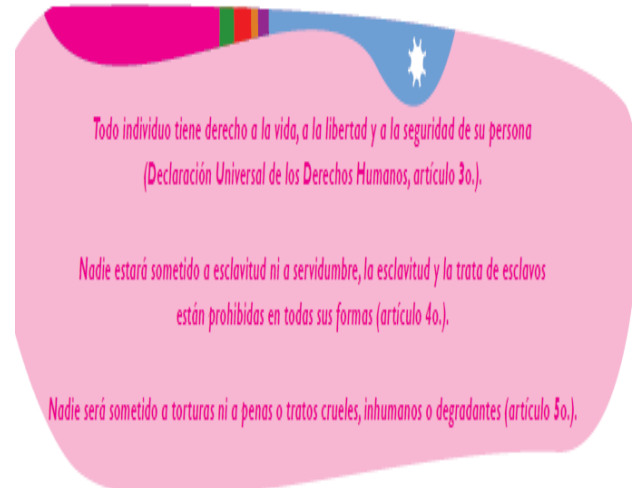 Todo individuo tiene derecho a la vida, a la libertad y a la seguridad de su persona
(Declaración Universal de los Derechos Humanos, artículo 3o.).
Nadie estará sometido a esclavitud ni a servidumbre, la esclavitud y la trata de esclavos
están prohibidas en todas sus formas (artículo 4o.).
Nadie será sometido a torturas ni a penas o tratos crueles, inhumanos o degradantes (artículo 5o.).